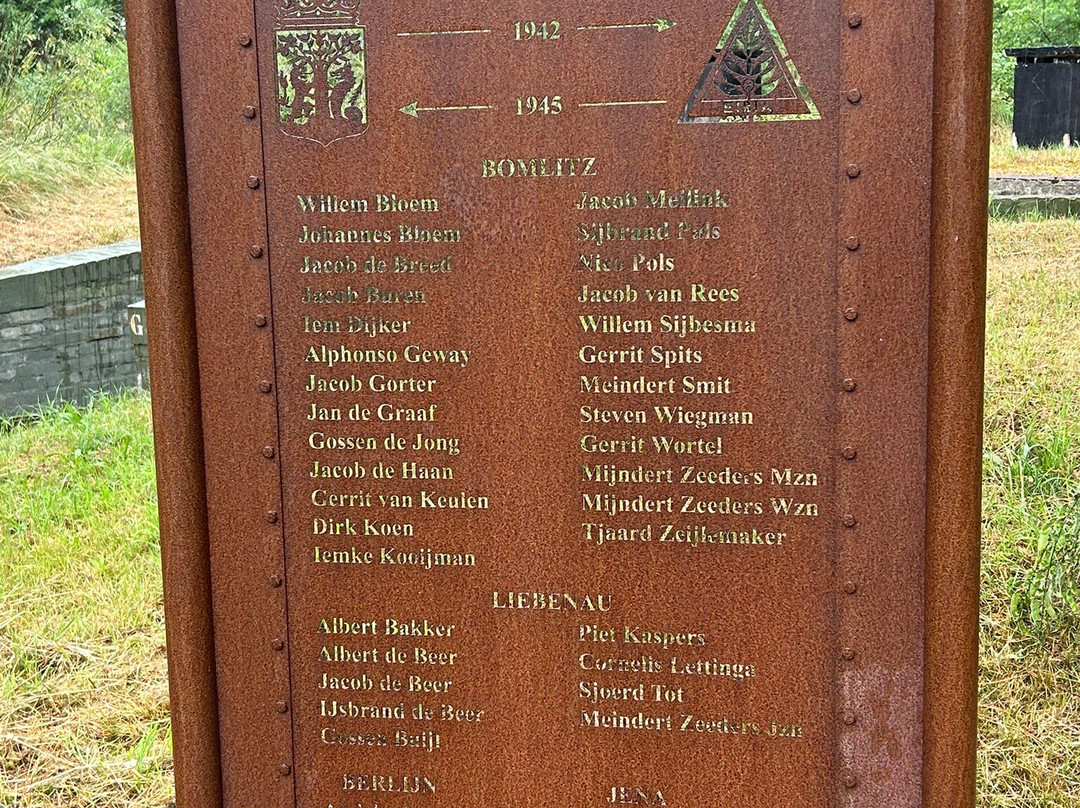 1942
1945
BOMLITZ
Willem Bloem
Johannes Bloem
Jacob de Breed
Jacob Buren
Iem Dijker
Alphonso Geway
Jacob Gorter
Jan de Graaf
Gossen de Jong
Jacob de Haan
Gerrit van Keulen
Dirk Koen
Iemke Kooijman
Jacob Meilink
Sijbrand Pals
Nico Pols
Jacob van Rees
Willem Sijbesma
Gerrit Spits
Meindert Smit
Steven Wiegman
Gerrit Wortel
Mijndert Zeeders Mzn
Mijndert Zeeders Wzn
Tjaard Zeijlemaker
LIEBENAU
Albert Bakker
Albert de Beer
Jacob de Beer
IJsbrand de Beer
Gossen Buijt
Piet Kaspers
Cornelis Lettinga
Sjoerd Tot
Meindert Zeeders Jzn
BERLIJN
JENA